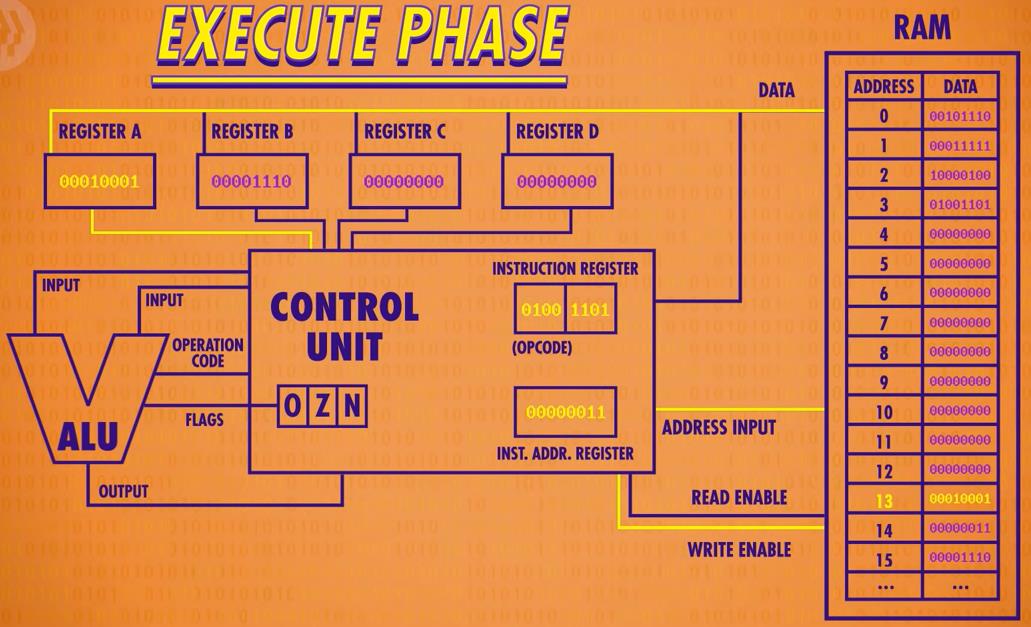 EXECUTE PHASE
RAM
DATA
ADDRESS DATA
0 00101110
1 00011111
2 10000100
3 01001101
4 00000000
5 00000000
6 00000000
7 00000000
8 00000000
9 00000000
10 00000000
11 00000000
12 00000000
13 00010001
14 00000011
15 00001110
... ...
REGISTER A REGISTER B REGISTER C REGISTER D
00010001 00001110 00000000 00000000
INPUT
INPUT
OPERATION
CODE
FLAGS
ALU
OUTPUT
CONTROL
UNIT
O Z N
INSTRUCTION REGISTER
0100 1101
(OPCODE)
00000011
INST. ADDR. REGISTER
ADDRESS INPUT
READ ENABLE
WRITE ENABLE